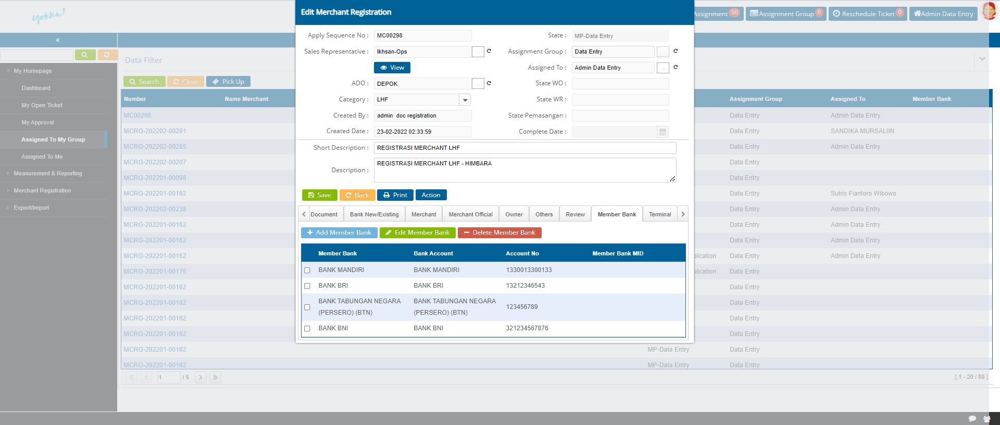 yokke!
Edit Merchant Registration
Assignment 50
Assignment Group 0
Reschedule Ticket 0
Admin Data Entry
«
Data Filter
Search
Clear
Pick Up
My Homepage
Dashboard
My Open Ticket
My Approval
Assigned To My Group
Assigned To Me
Measurement & Reporting
Merchant Registration
Export/Import
Apply Sequence No : MC00298
State : MP-Data Entry
Sales Representative : Ikhsan-Ops
Assignment Group : Data Entry
View
Assigned To : Admin Data Entry
ADO : DEPOK
State WO :
Category : LHF
State WR :
Created By : admin doc registration
State Pemasangan :
Created Date : 23-02-2022 02:33:59
Complete Date :
Short Description : REGISTRASI MERCHANT LHF
Description : REGISTRASI MERCHANT LHF - HIMBARA
Save
Back
Print
Action
Document
Bank New/Existing
Merchant
Merchant Official
Owner
Others
Review
Member Bank
Terminal
Add Member Bank
Edit Member Bank
Delete Member Bank
Member Bank Bank Account Account No Member Bank MID
BANK MANDIRI BANK MANDIRI 1330013300133
BANK BRI BANK BRI 13212346543
BANK TABUNGAN NEGARA (PERSERO) (BTN) BANK TABUNGAN NEGARA (PERSERO) (BTN) 123456789
BANK BNI BANK BNI 321234567876
Number Name Merchant Assignment Group Assigned To Member Bank
MC00298 Data Entry Admin Data Entry
MCRG-202202-00291 Data Entry SANDIKA MURSALIIN
MCRG-202202-00285 Data Entry Admin Data Entry
MCRG-202202-00207 Data Entry
MCRG-202201-00098 Data Entry
MCRG-202201-00162 Data Entry Sutris Fiantoro Wibowo
MCRG-202202-00238 Data Entry Admin Data Entry
MCRG-202201-00162 Data Entry Admin Data Entry
MCRG-202201-00162 Data Entry Admin Data Entry
MCRG-202201-00162 plication Data Entry Admin Data Entry
MCRG-202201-00175 plication Data Entry
MCRG-202201-00162 Data Entry
MCRG-202201-00162 Data Entry
MCRG-202201-00162 Data Entry
MCRG-202201-00162 Data Entry
MCRG-202201-00162 MP-Data Entry Data Entry
MCRG-202201-00162 MP-Data Entry Data Entry
1 / 5
[ 1 - 20 / 88 ]